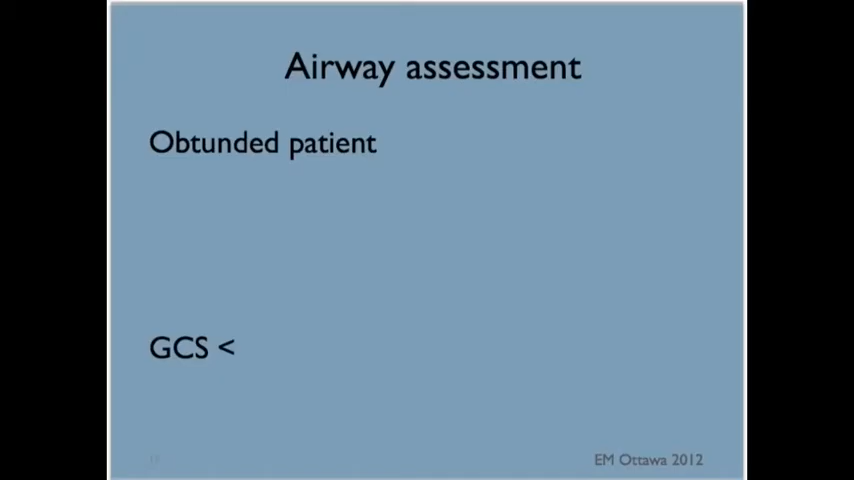 Airway assessment
Obtunded patient
GCS <
EM Ottawa 2012